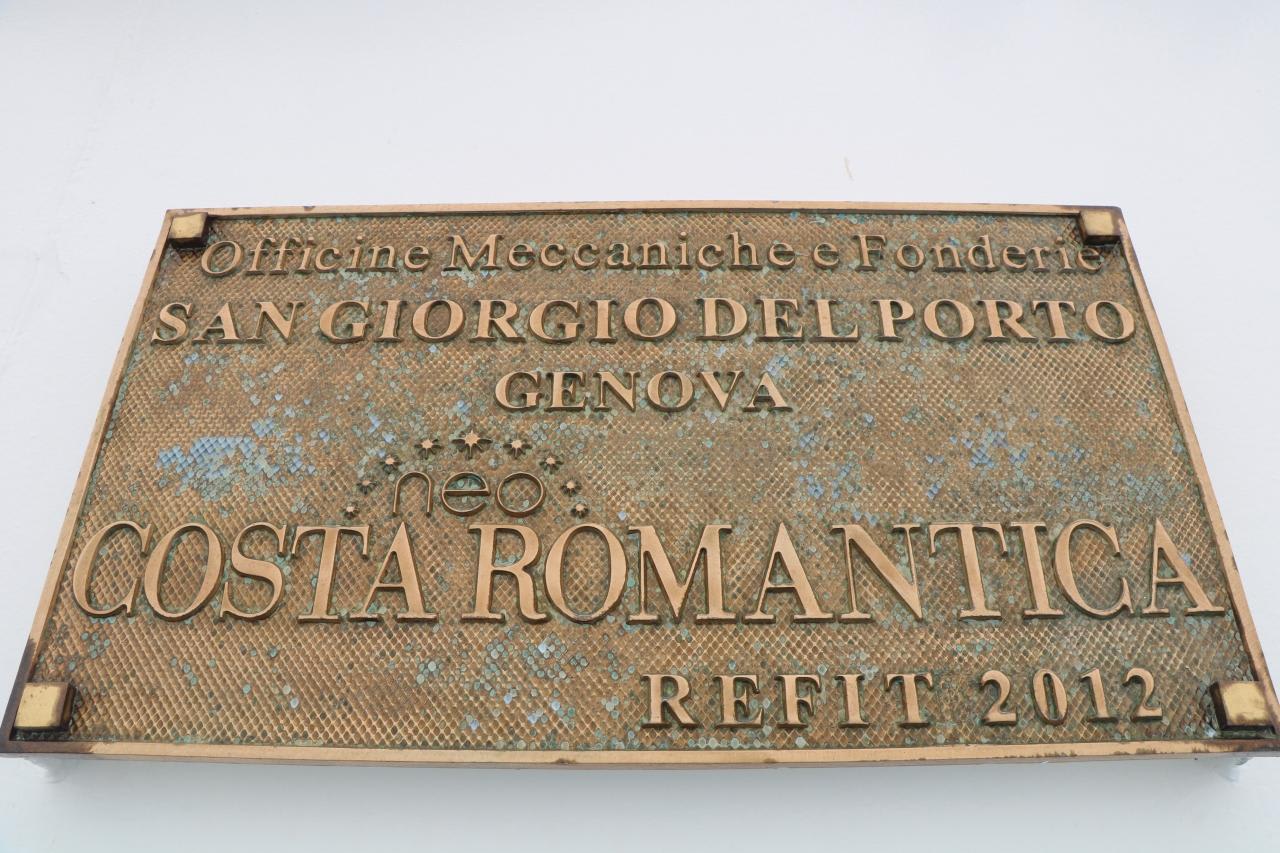 Officine Meccaniche e Fonderie
SAN GIORGIO DEL PORTO
GENOVA
neo
COSTA ROMANTICA
REFIT 2012